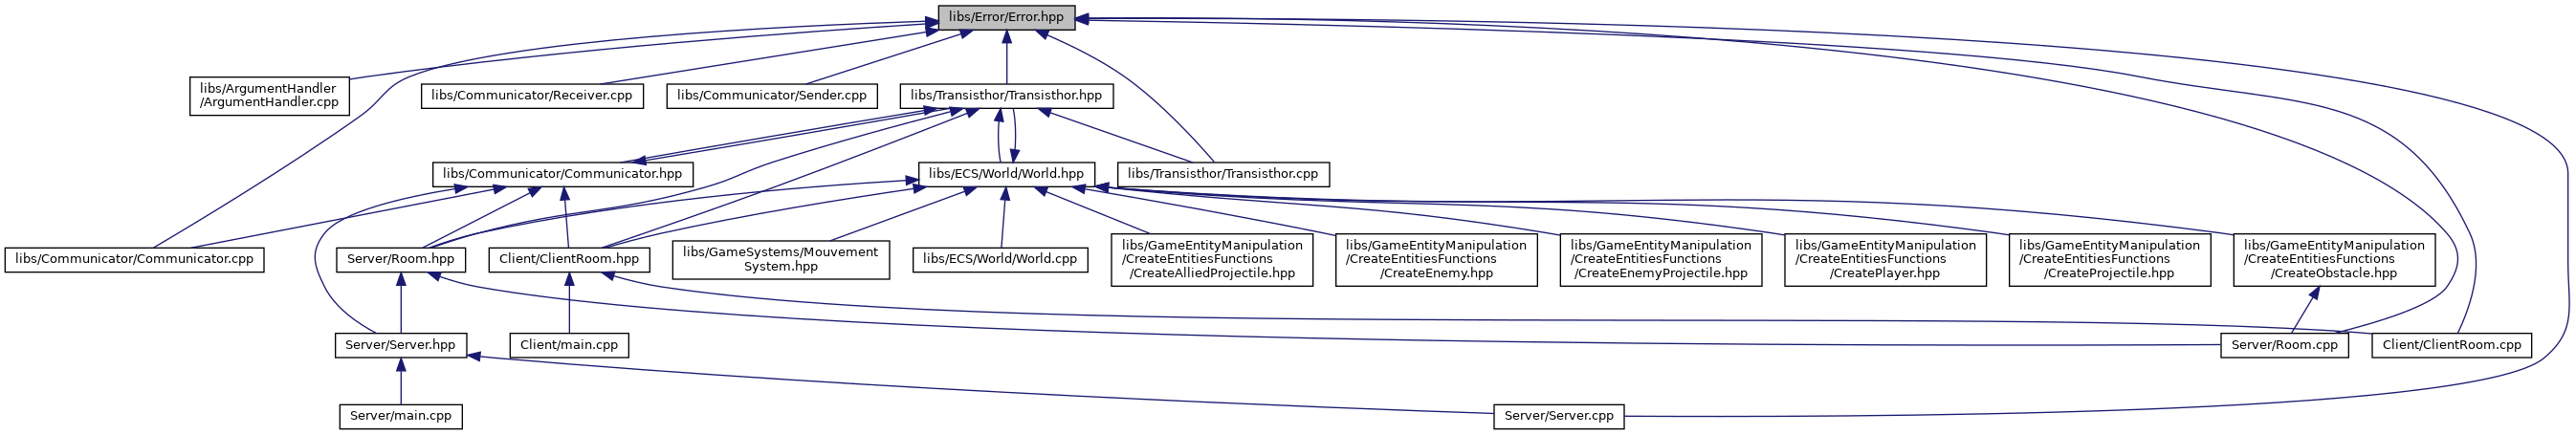 libs/Error/Error.hpp
libs/ArgumentHandler
/ArgumentHandler.cpp
libs/Communicator/Receiver.cpp
libs/Communicator/Sender.cpp
libs/Transisthor/Transisthor.hpp
libs/Communicator/Communicator.hpp
libs/ECS/World/World.hpp
libs/Transisthor/Transisthor.cpp
libs/Communicator/Communicator.cpp
Server/Room.hpp
Client/ClientRoom.hpp
libs/GameSystems/Mouvement
System.hpp
libs/ECS/World/World.cpp
libs/GameEntityManipulation
/CreateEntitiesFunctions
/CreateAlliedProjectile.hpp
libs/GameEntityManipulation
/CreateEntitiesFunctions
/CreateEnemy.hpp
libs/GameEntityManipulation
/CreateEntitiesFunctions
/CreateEnemyProjectile.hpp
libs/GameEntityManipulation
/CreateEntitiesFunctions
/CreatePlayer.hpp
libs/GameEntityManipulation
/CreateEntitiesFunctions
/CreateProjectile.hpp
libs/GameEntityManipulation
/CreateEntitiesFunctions
/CreateObstacle.hpp
Server/Server.hpp
Client/main.cpp
Server/Room.cpp
Client/ClientRoom.cpp
Server/main.cpp
Server/Server.cpp